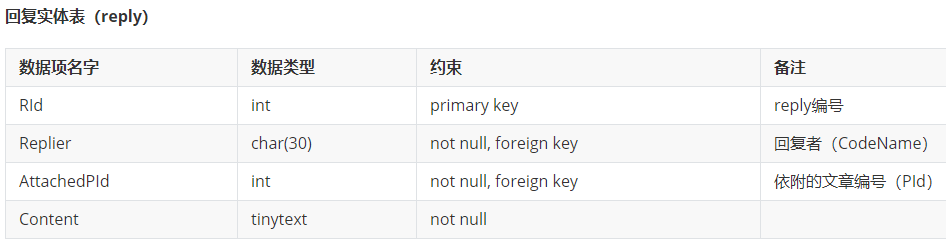 回复实体表（reply）
数据项名字 数据类型 约束 备注
RId int primary key reply编号
Replier char(30) not null, foreign key 回复者（CodeName）
AttachedPId int not null, foreign key 依附的文章编号（PId）
Content tinytext not null